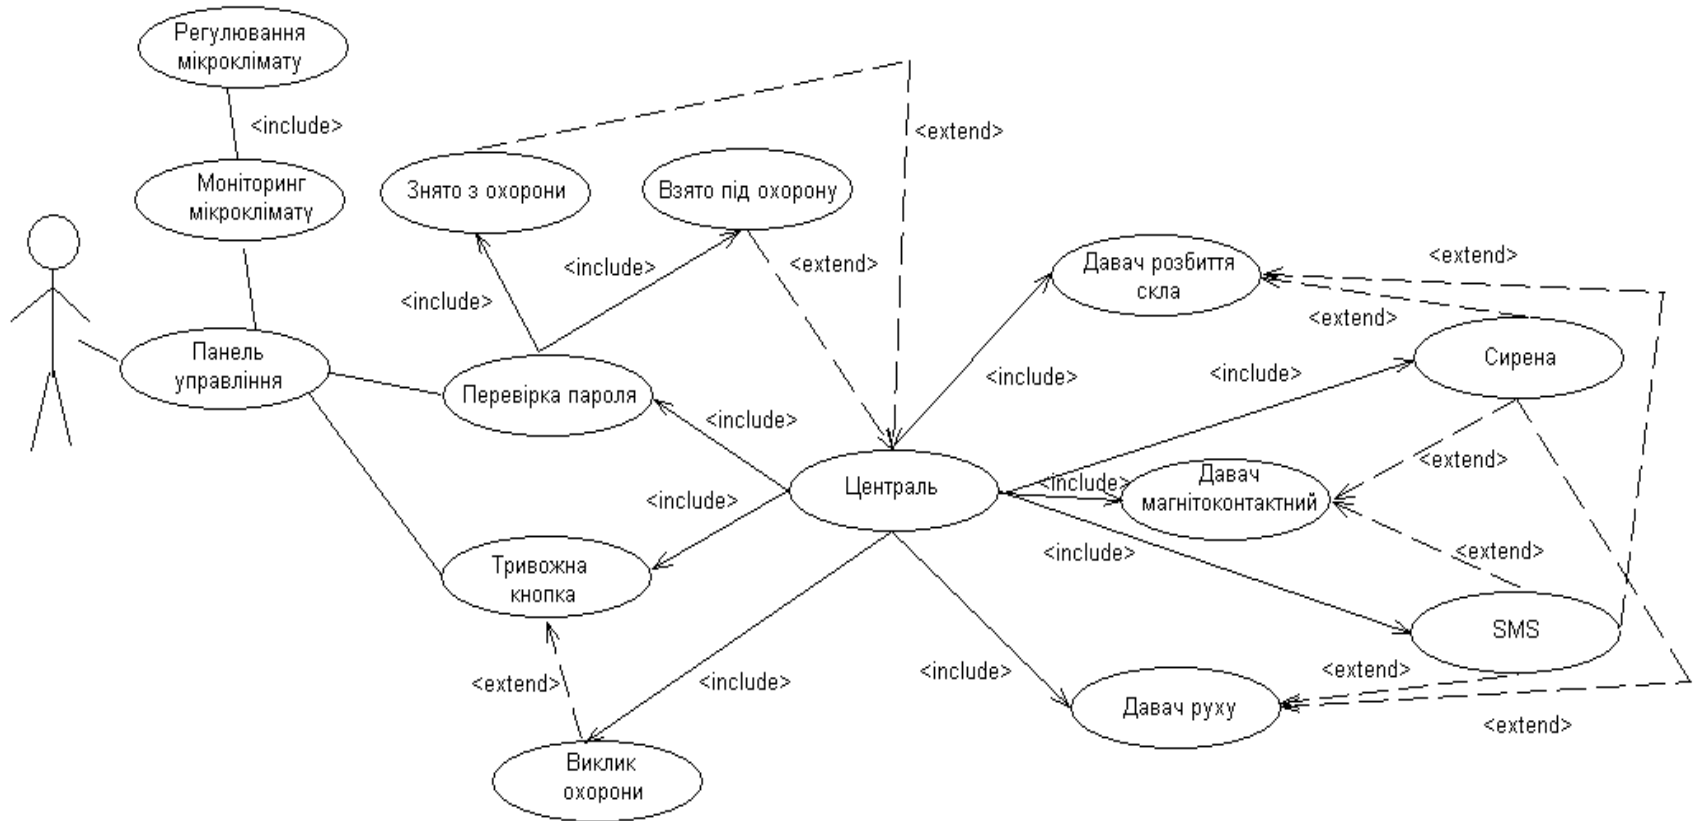 Регулювання
мікроклімату
<include>
Моніторинг
мікроклімату
Знято з охорони
Взято під охорону
<extend>
<include>
<extend>
<include>
Давач розбиття
скла
<extend>
<extend>
Панель
управління
Перевірка пароля
<include>
<include>
<include>
Сирена
<include>
Централь
<include>
Давач
магнітоконтактний
<extend>
<include>
<extend>
Тривожна
кнопка
SMS
<extend>
<include>
<include>
<extend>
Давач руху
<extend>
Виклик
охорони